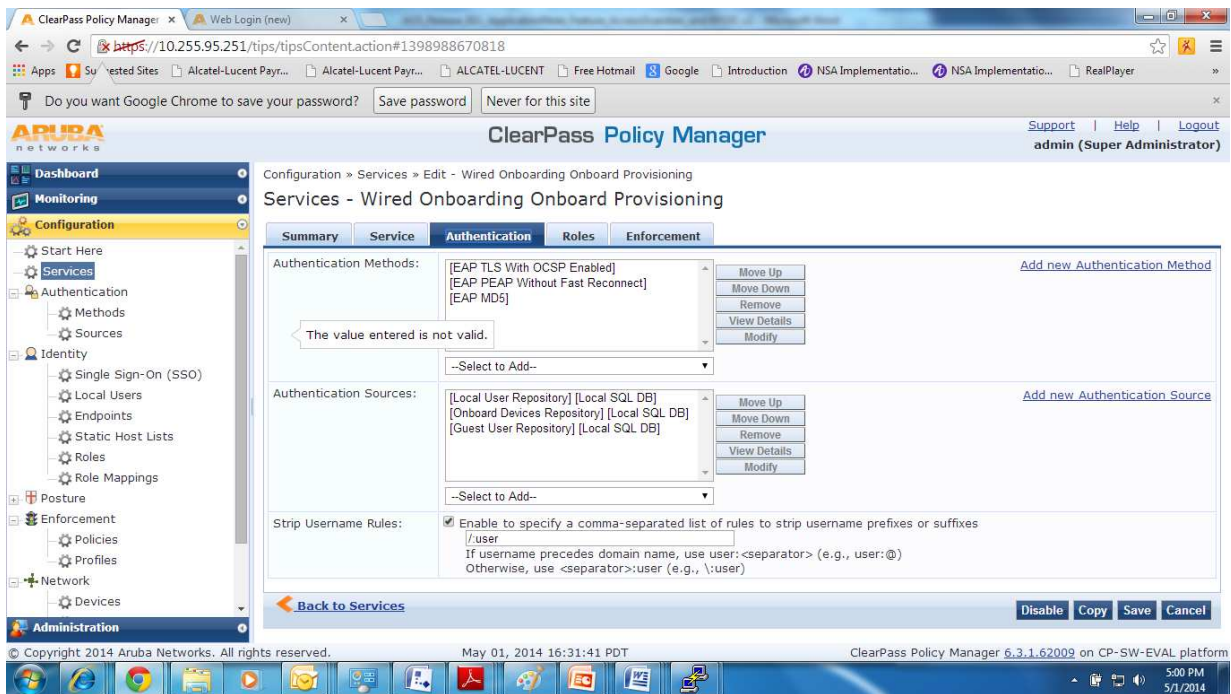 ClearPass Policy Manager
Web Login (new)
https://10.255.95.251/tips/tipsContent.action#1398988670818
Apps
Alcatel-Lucent Payr...
Alcatel-Lucent Payr...
ALCATEL-LUCENT
Free Hotmail
Google
Introduction
NSA Implementatio...
NSA Implementatio...
RealPlayer
»
Do you want Google Chrome to save your password?
Save password
Never for this site
ARUBA
networks
ClearPass Policy Manager
Support | Help | Logout
admin (Super Administrator)
Dashboard
Monitoring
Configuration
Start Here
Services
Authentication
Methods
Sources
Identity
Single Sign-On (SSO)
Local Users
Endpoints
Static Host Lists
Roles
Role Mappings
Posture
Enforcement
Policies
Profiles
Network
Devices
Administration
Configuration » Services » Edit - Wired Onboarding Onboard Provisioning
Services - Wired Onboarding Onboard Provisioning
Summary
Service
Authentication
Roles
Enforcement
Authentication Methods:
[EAP TLS With OCSP Enabled]
[EAP PEAP Without Fast Reconnect]
[EAP MD5]
The value entered is not valid.
Move Up
Move Down
Remove
View Details
Modify
Add new Authentication Method
--Select to Add--
Authentication Sources:
[Local User Repository] [Local SQL DB]
[Onboard Devices Repository] [Local SQL DB]
[Guest User Repository] [Local SQL DB]
Move Up
Move Down
Remove
View Details
Modify
Add new Authentication Source
--Select to Add--
Strip Username Rules:
Enable to specify a comma-separated list of rules to strip username prefixes or suffixes
/:user
If username precedes domain name, use user:<separator> (e.g., user:@)
Otherwise, use <separator>:user (e.g., \:user)
Back to Services
Disable
Copy
Save
Cancel
© Copyright 2014 Aruba Networks. All rights reserved.
May 01, 2014 16:31:41 PDT
ClearPass Policy Manager 6.3.1.62009 on CP-SW-EVAL platform
5:00 PM
5/1/2014